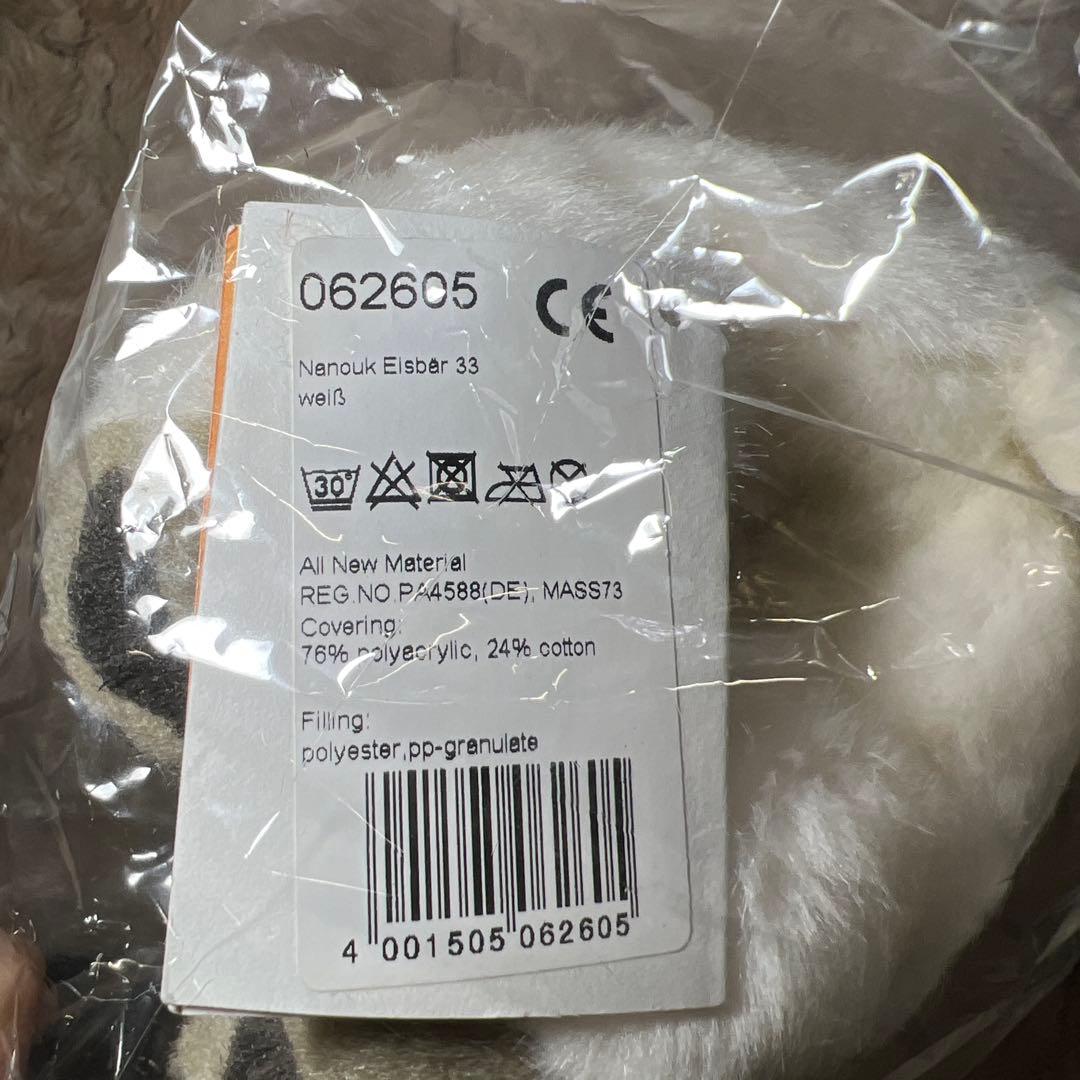 062605
CE
Nanouk Eisbär 33
weiß
30°
All New Material
REG.NO.PA4588(DE), MASS73
Covering:
76% polyacrylic, 24% cotton
Filling:
polyester,pp-granulate
4 001505 062605